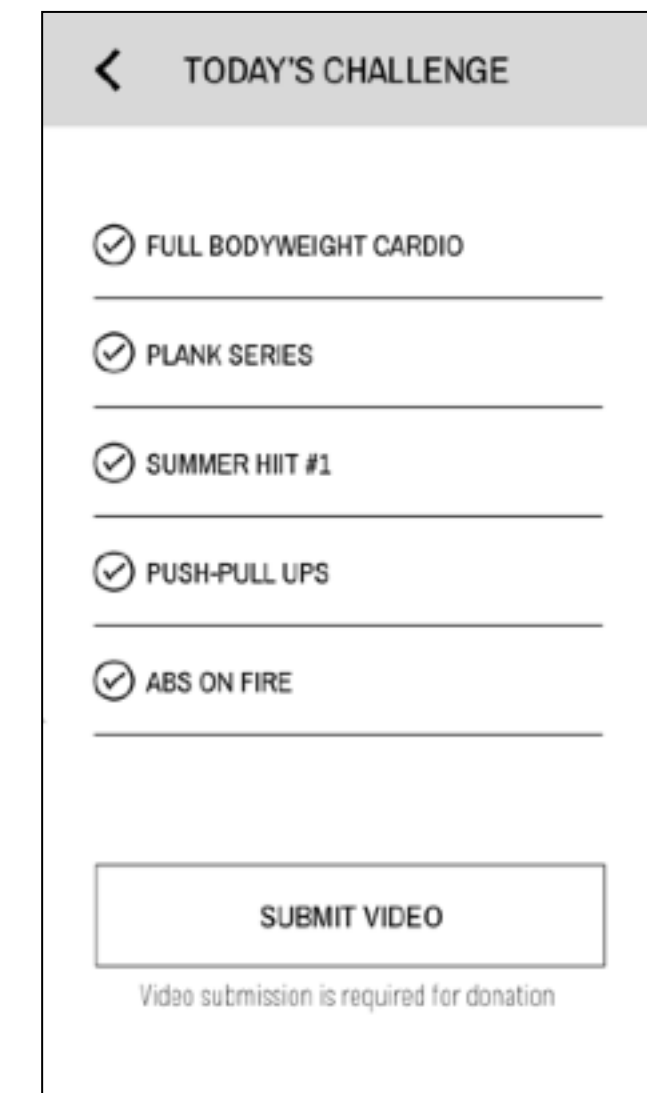 TODAY'S CHALLENGE
FULL BODYWEIGHT CARDIO
PLANK SERIES
SUMMER HIIT #1
PUSH-PULL UPS
ABS ON FIRE
SUBMIT VIDEO
Video submission is required for donation